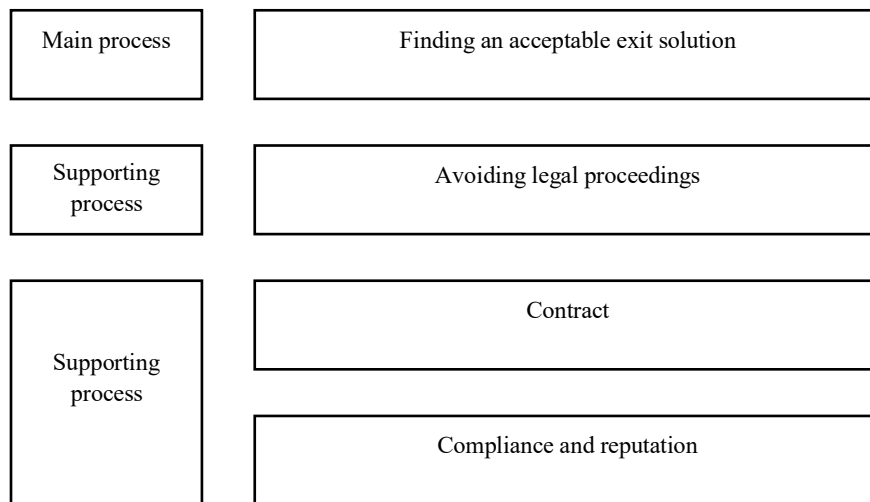 Main process
Finding an acceptable exit solution
Supporting
process
Avoiding legal proceedings
Contract
Supporting
process
Compliance and reputation